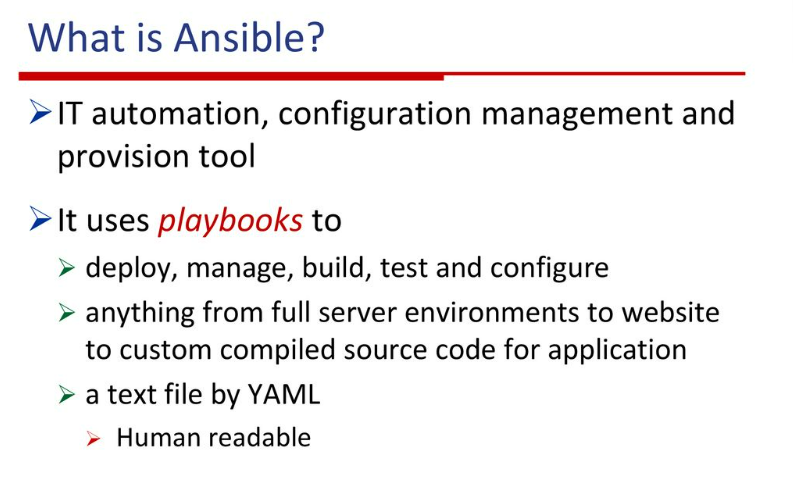 What is Ansible?
IT automation, configuration management and
provision tool
It uses playbooks to
deploy, manage, build, test and configure
anything from full server environments to website
to custom compiled source code for application
a text file by YAML
Human readable